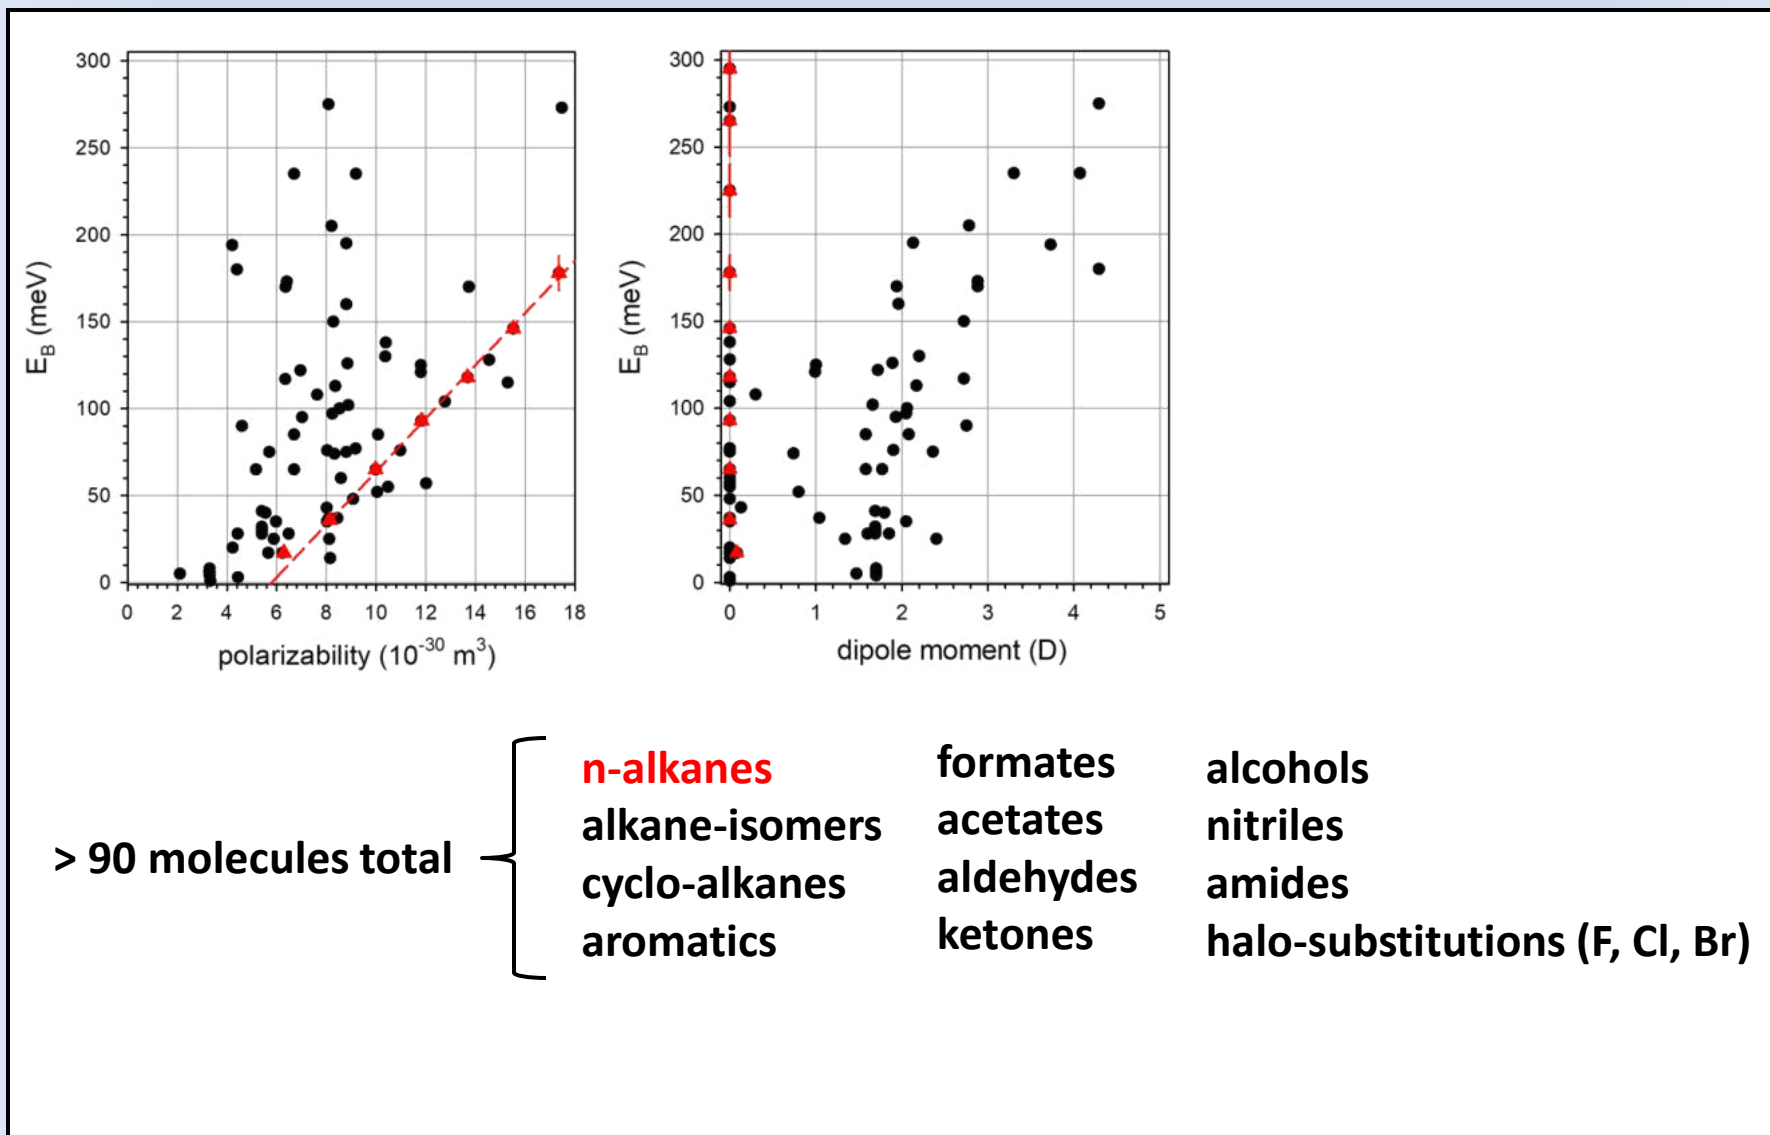 300
250
200
150
100
50
0
E_B (meV)
0 2 4 6 8 10 12 14 16 18
polarizability (10^-30 m^3)
300
250
200
150
100
50
0
E_B (meV)
0 1 2 3 4 5
dipole moment (D)
> 90 molecules total
n-alkanes
alkane-isomers
cyclo-alkanes
aromatics
formates
acetates
aldehydes
ketones
alcohols
nitriles
amides
halo-substitutions (F, Cl, Br)